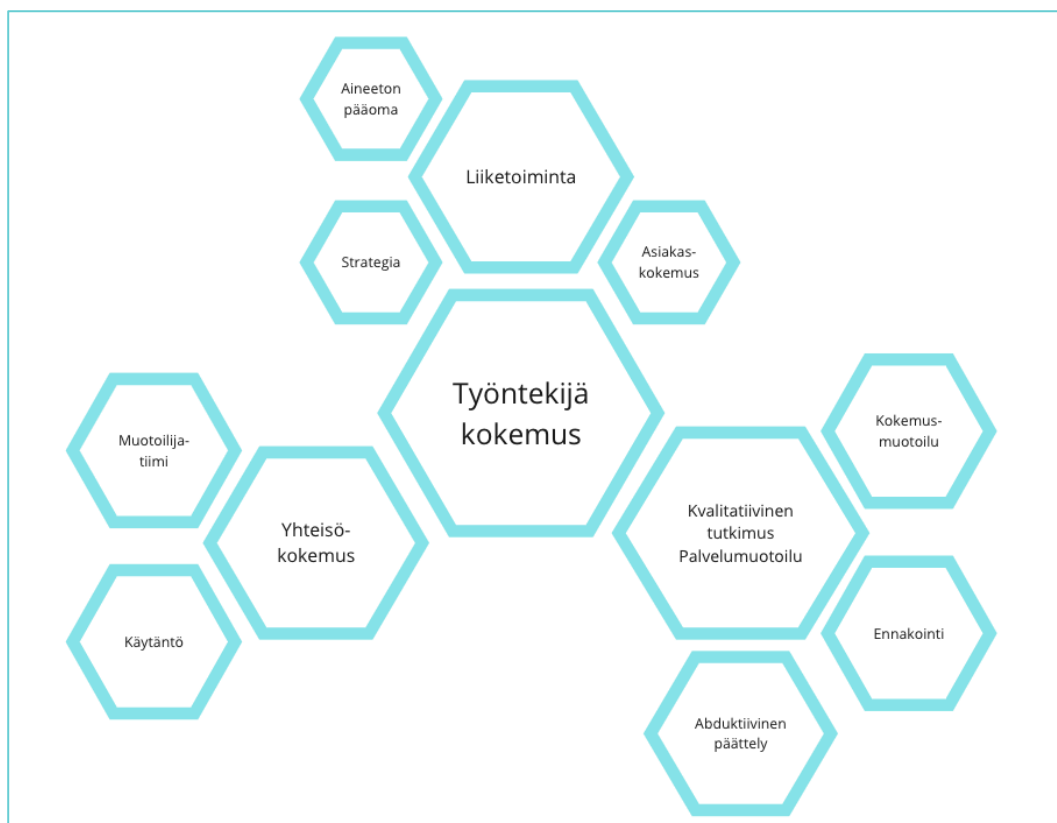 Aineeton
pääoma
Liiketoiminta
Strategia
Asiakas-
kokemus
Työntekijä
kokemus
Muotoilija-
tiimi
Yhteisö-
kokemus
Käytäntö
Kokemus-
muotoilu
Kvalitatiivinen
tutkimus
Palvelumuotoilu
Ennakointi
Abduktiivinen
päättely